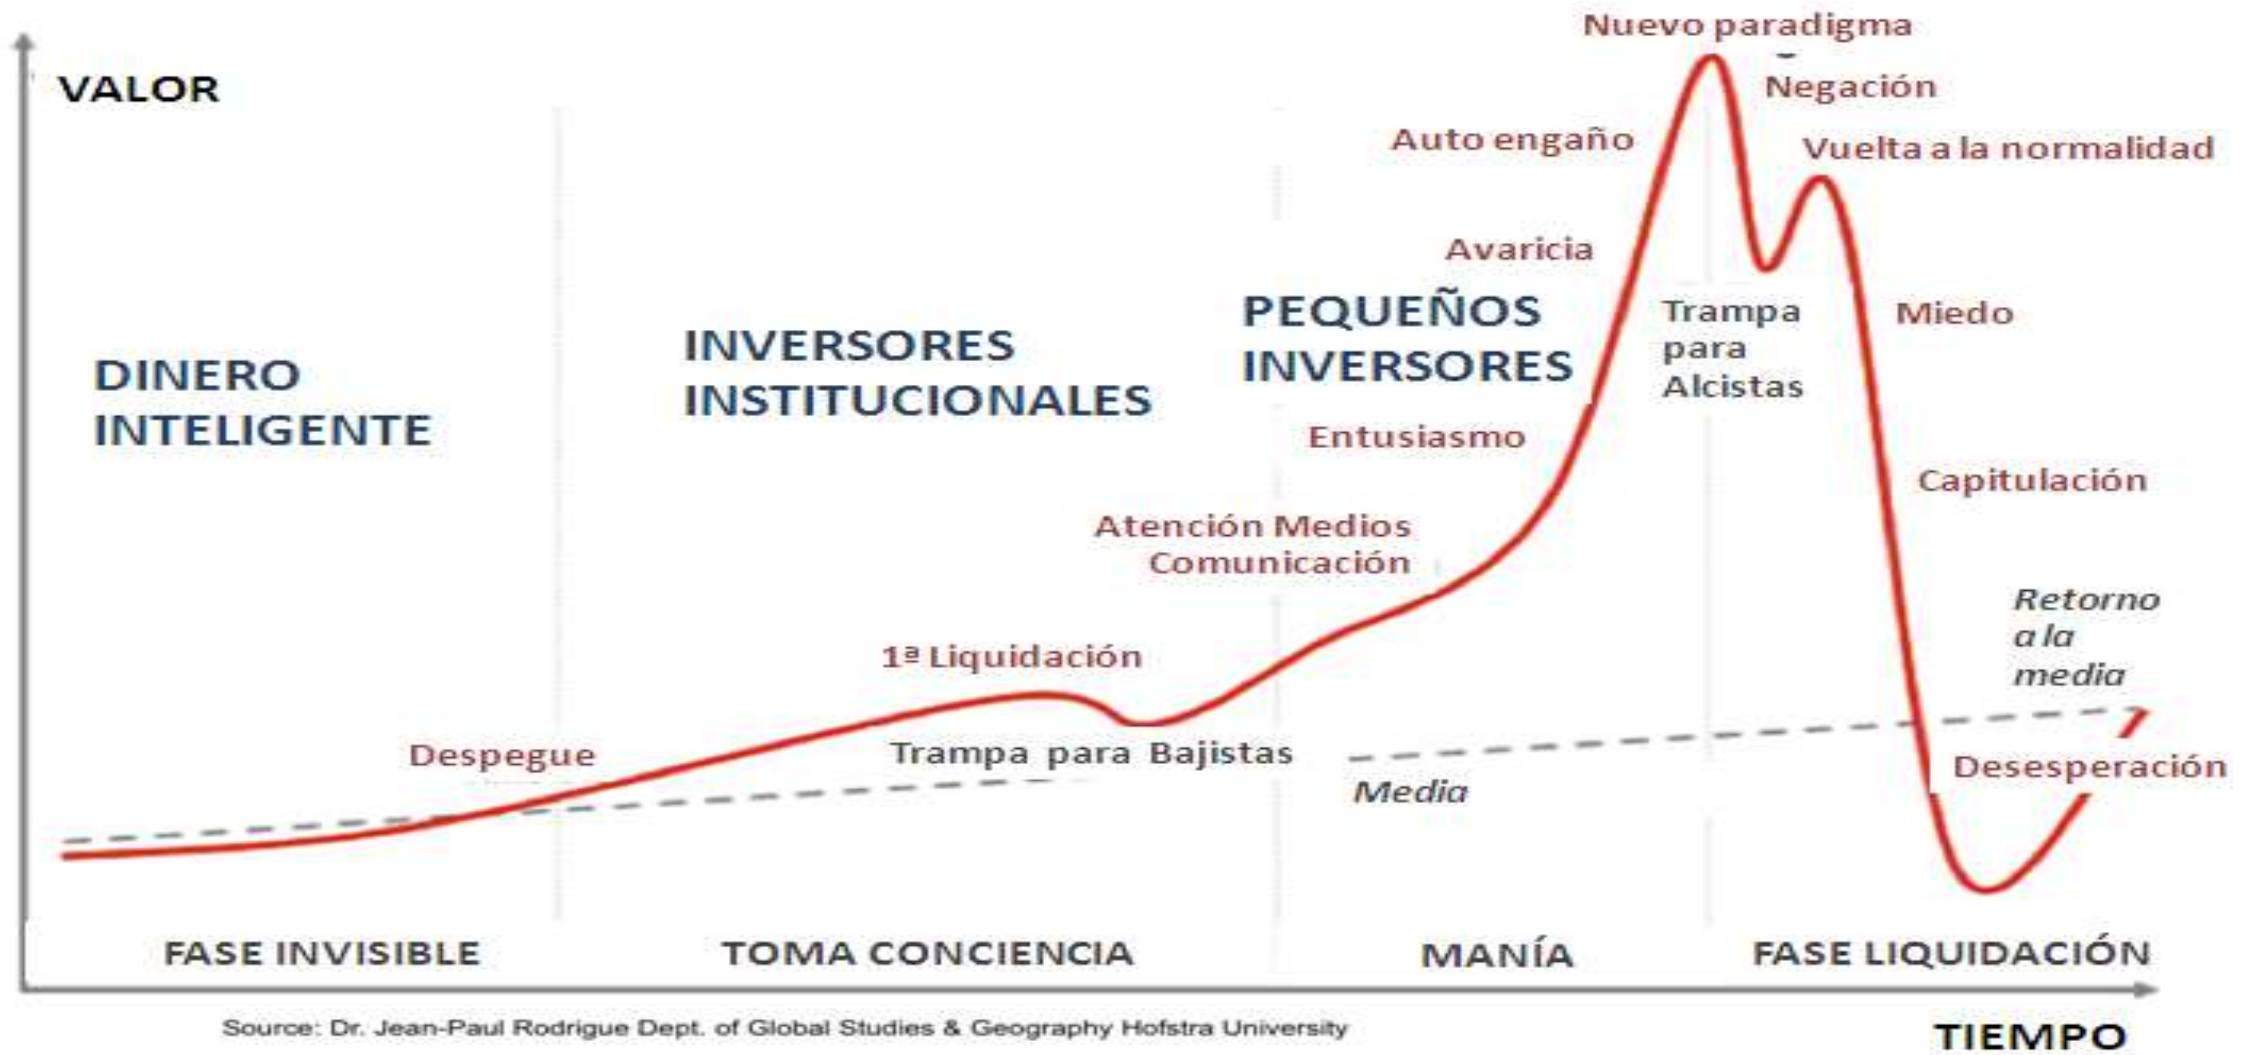 Nuevo paradigma
VALOR
Negación
Auto engaño
Vuelta a la normalidad
Avaricia
PEQUEÑOS
INVERSORES
Trampa
para
Alcistas
Miedo
INVERSORES
INSTITUCIONALES
DINERO
INTELIGENTE
Entusiasmo
Capitulación
Atención Medios
Comunicación
Retorno
a la
media
1ª Liquidación
Despegue
Trampa para Bajistas
Media
Desesperación
FASE INVISIBLE
TOMA CONCIENCIA
MANÍA
FASE LIQUIDACIÓN
Source: Dr. Jean-Paul Rodrigue Dept. of Global Studies & Geography Hofstra University
TIEMPO